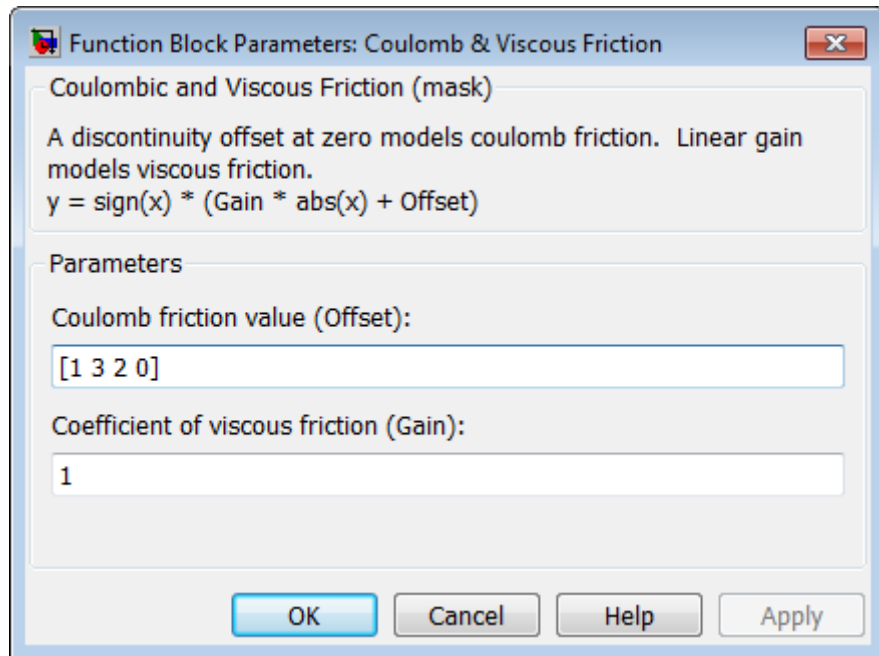 Function Block Parameters: Coulomb & Viscous Friction
Coulombic and Viscous Friction (mask)
A discontinuity offset at zero models coulomb friction.  Linear gain
models viscous friction.
y = sign(x) * (Gain * abs(x) + Offset)
Parameters
Coulomb friction value (Offset):
[1 3 2 0]
Coefficient of viscous friction (Gain):
1
OK Cancel Help Apply